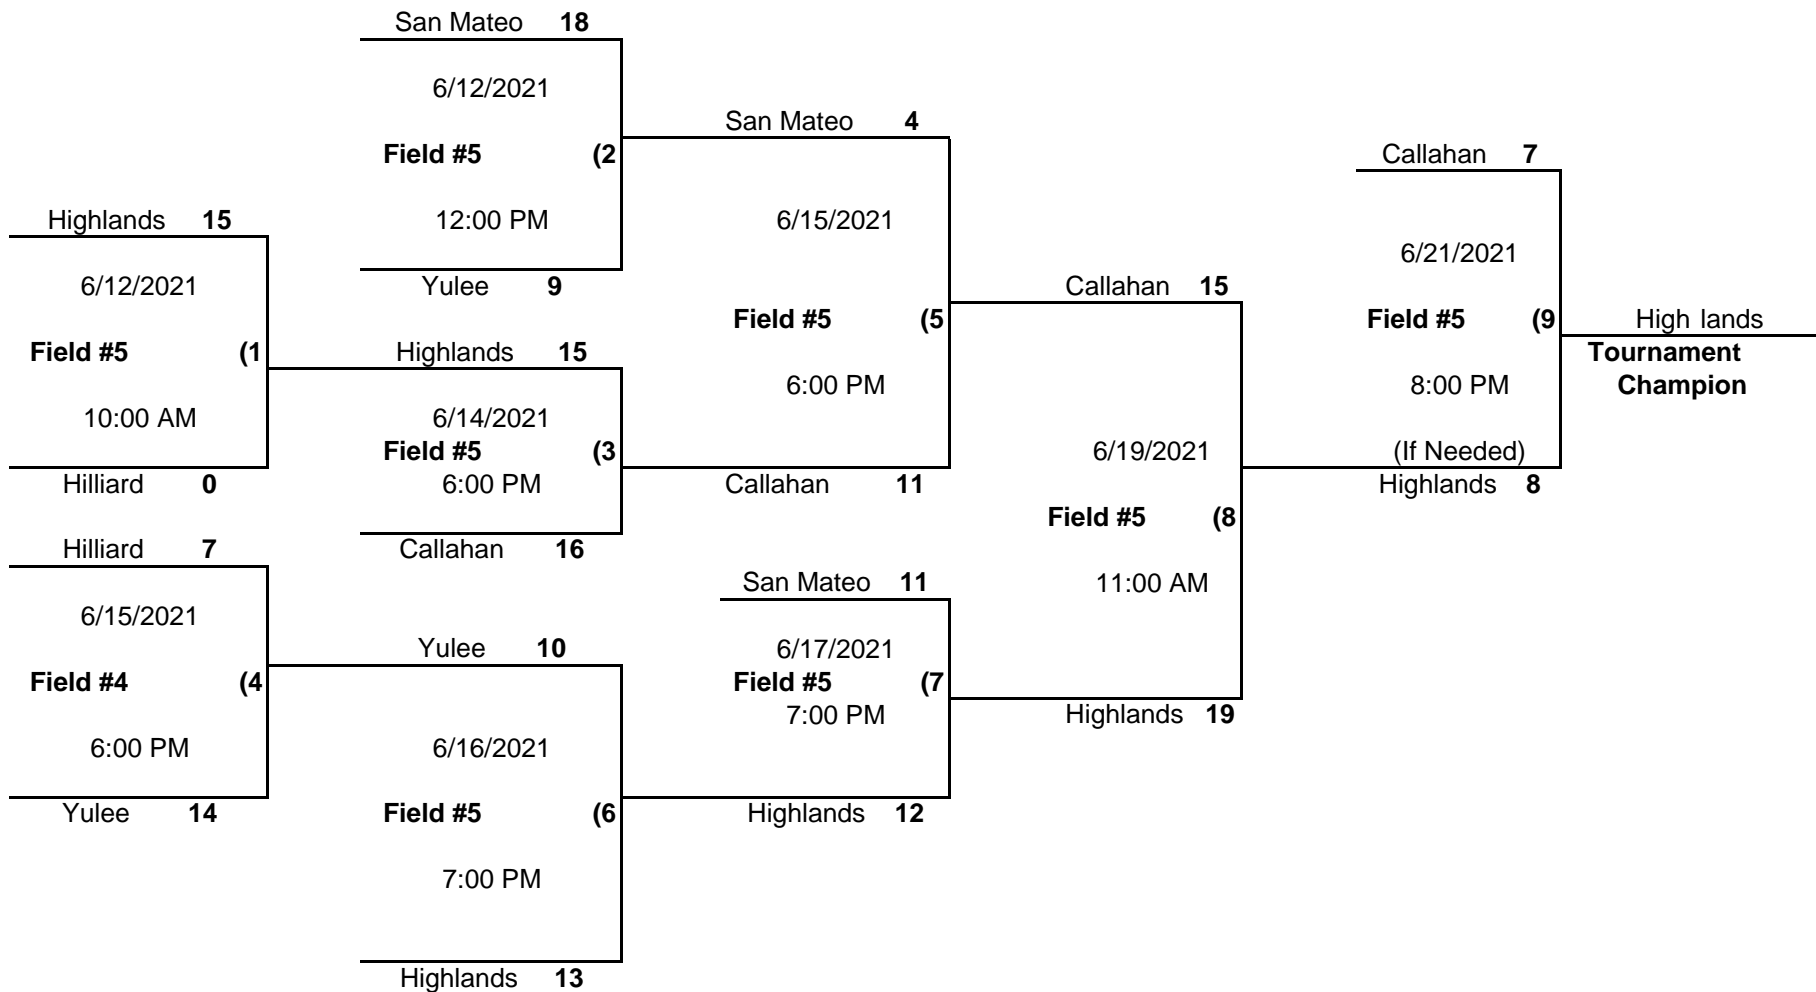 San Mateo 18
6/12/2021
Field #5 (2
12:00 PM
Yulee 9
Highlands 15
6/12/2021
Field #5 (1
10:00 AM
Hilliard 0
Highlands 15
6/14/2021
Field #5 (3
6:00 PM
Callahan 16
Hilliard 7
6/15/2021
Field #4 (4
6:00 PM
Yulee 14
San Mateo 4
6/15/2021
Field #5 (5
6:00 PM
Callahan 11
Yulee 10
6/16/2021
Field #5 (6
7:00 PM
Highlands 13
San Mateo 11
6/17/2021
Field #5 (7
7:00 PM
Highlands 12
Callahan 15
6/19/2021
Field #5 (8
11:00 AM
Highlands 19
Callahan 7
6/21/2021
Field #5 (9
8:00 PM
(If Needed)
Highlands 8
High lands
Tournament
Champion